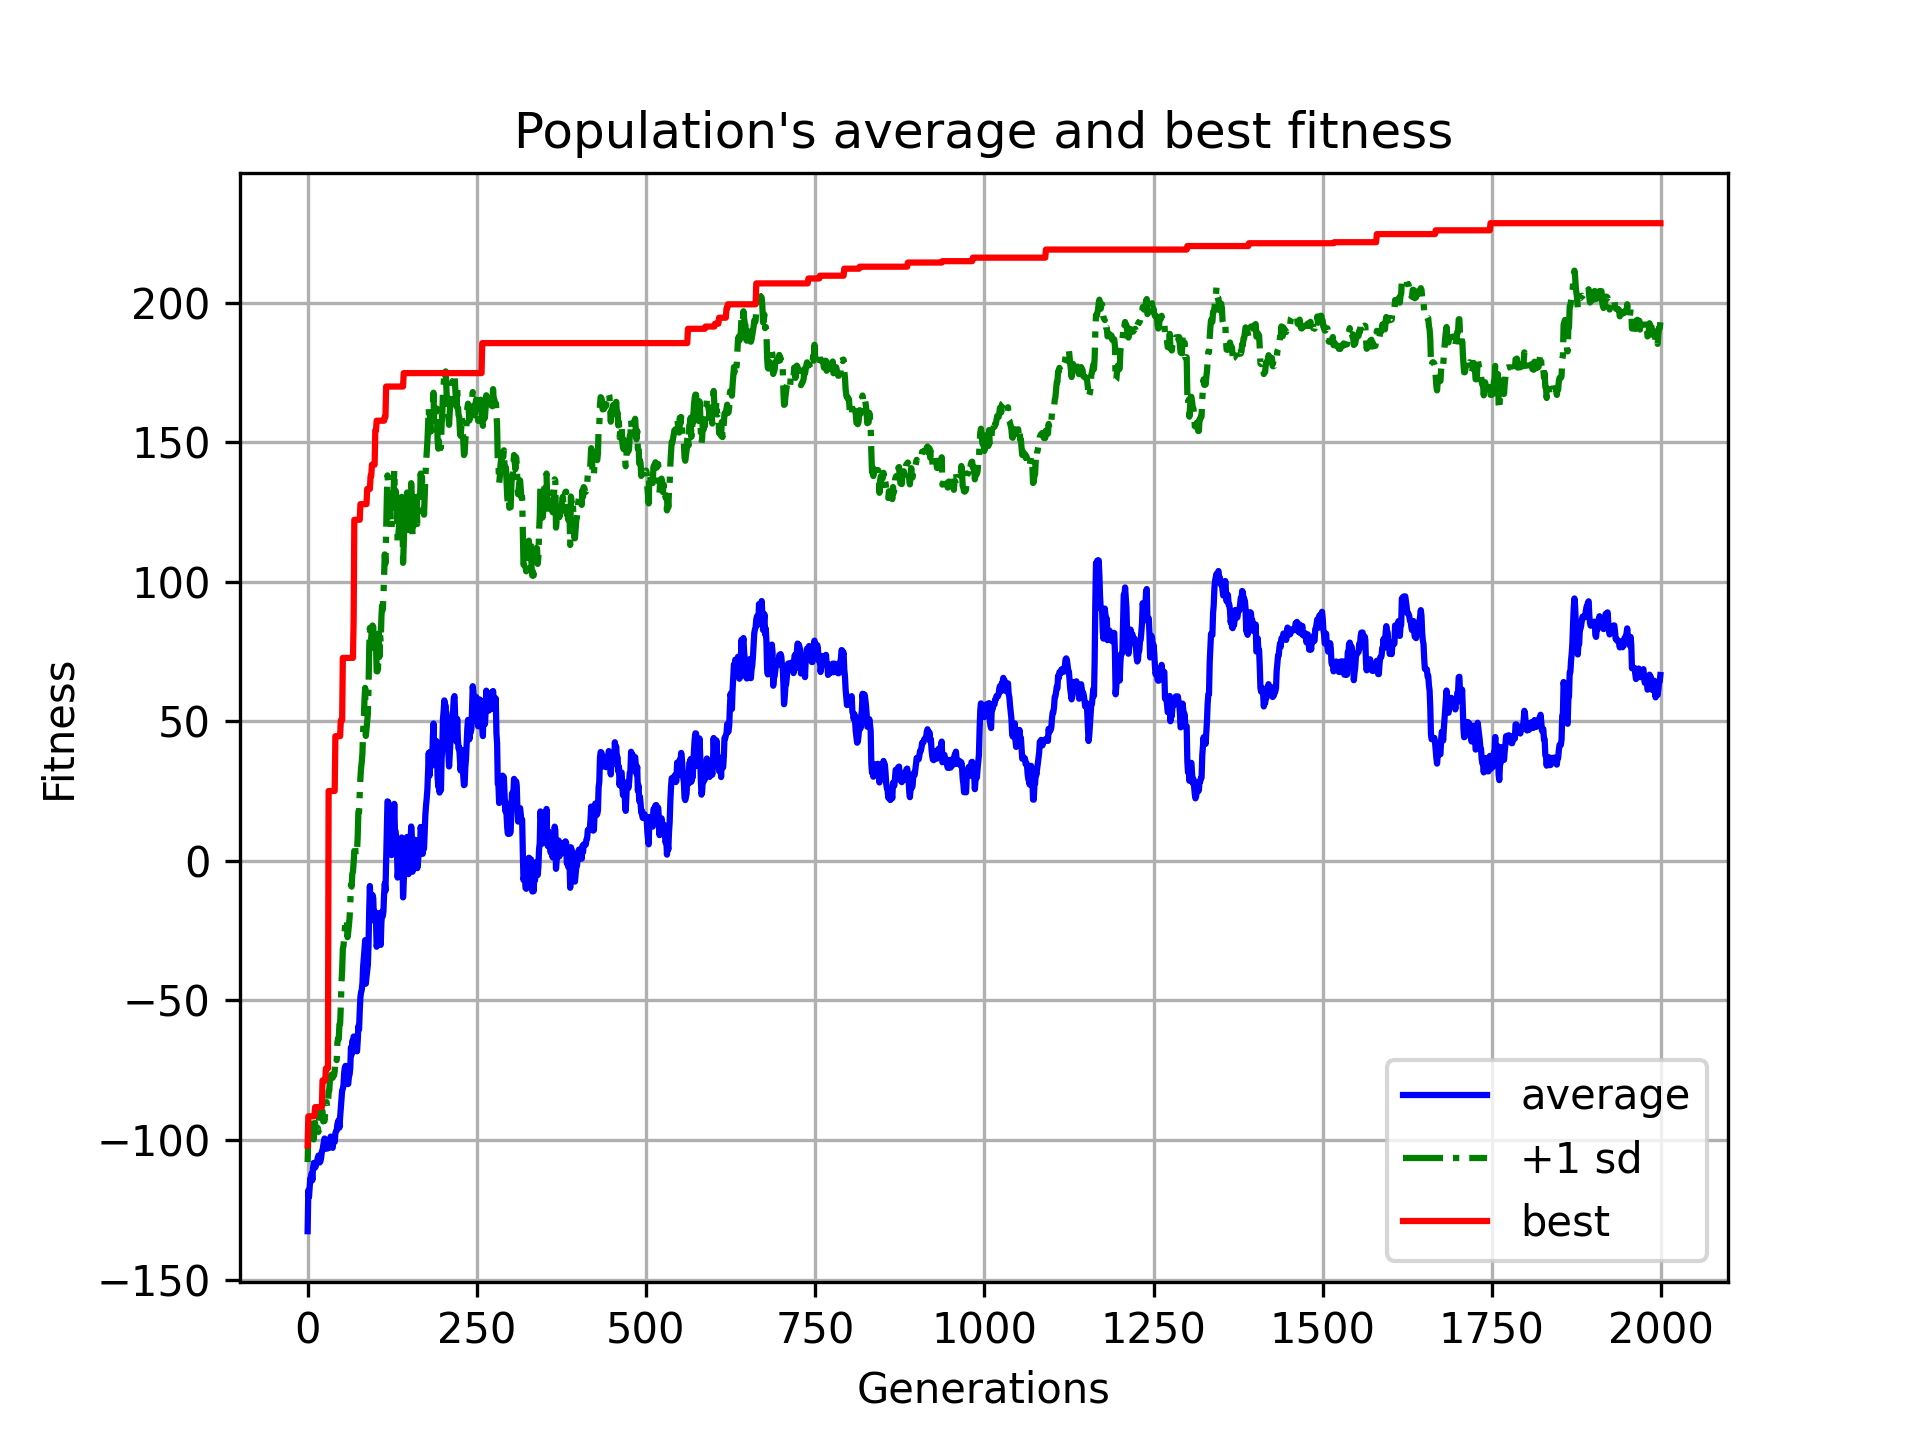 Population's average and best fitness
Fitness
200
150
100
50
0
−50
−100
−150
0 250 500 750 1000 1250 1500 1750 2000
Generations
average
+1 sd
best